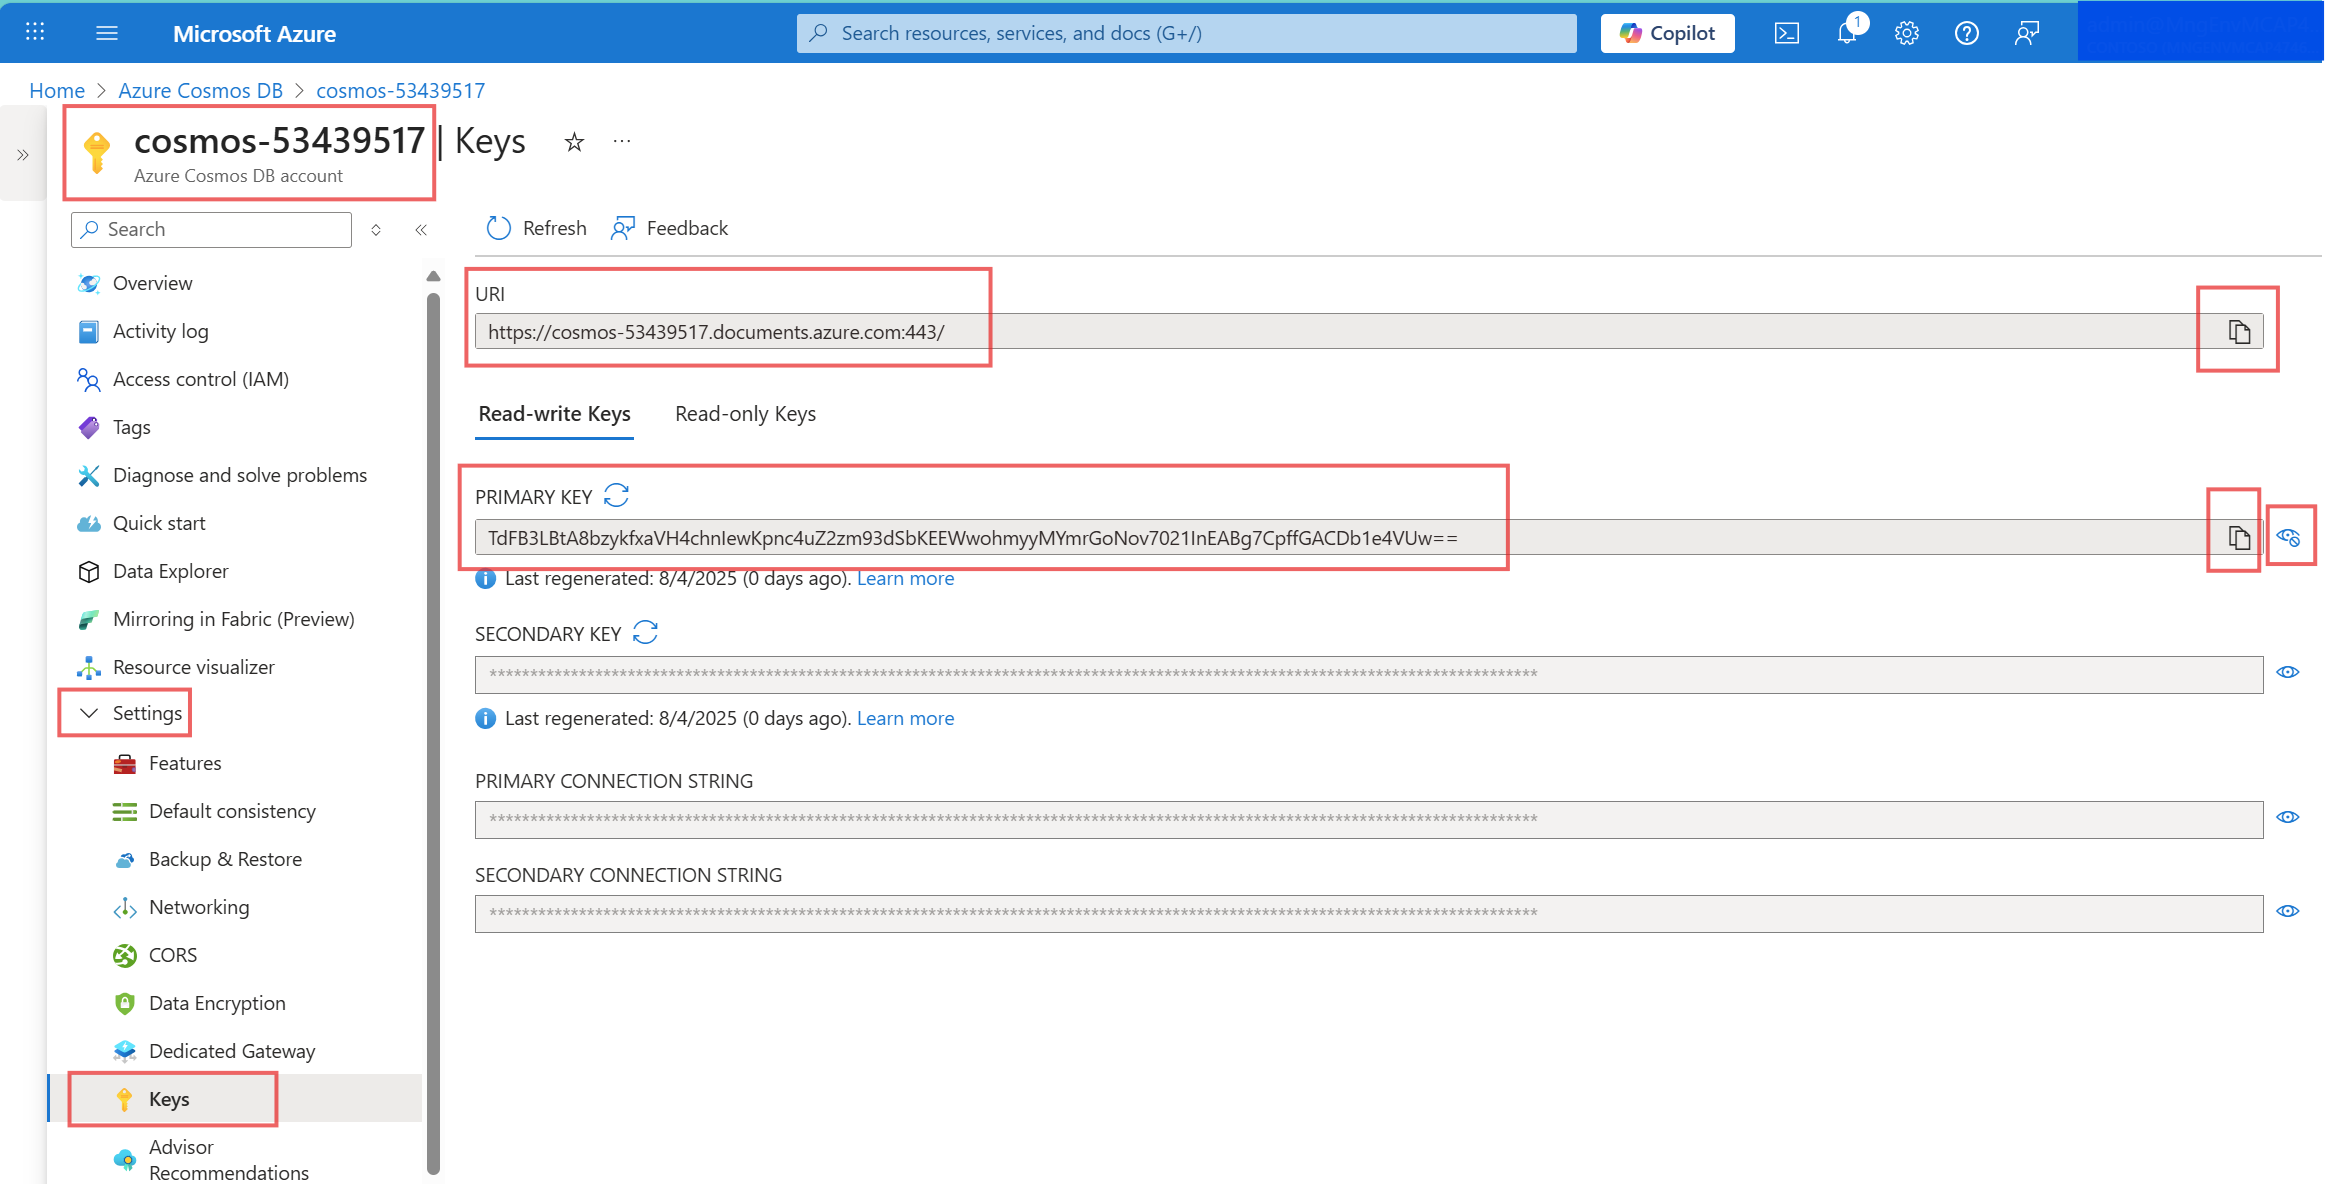 Microsoft Azure
Search resources, services, and docs (G+/)
Copilot
1
Home > Azure Cosmos DB > cosmos-53439517
cosmos-53439517 | Keys
Azure Cosmos DB account
Search
Refresh
Feedback
Overview
Activity log
Access control (IAM)
Tags
Diagnose and solve problems
Quick start
Data Explorer
Mirroring in Fabric (Preview)
Resource visualizer
Settings
Features
Default consistency
Backup & Restore
Networking
CORS
Data Encryption
Dedicated Gateway
Keys
Advisor
Recommendations
URI
https://cosmos-53439517.documents.azure.com:443/
Read-write Keys
Read-only Keys
PRIMARY KEY
TdFB3LBtA8bzykfxaVH4chnIewKpnc4uZ2zm93dSbKEEWwohmyyMYmrGoNov7021InEABg7CpffGACDb1e4VUw==
Last regenerated: 8/4/2025 (0 days ago). Learn more
SECONDARY KEY
Last regenerated: 8/4/2025 (0 days ago). Learn more
PRIMARY CONNECTION STRING
SECONDARY CONNECTION STRING